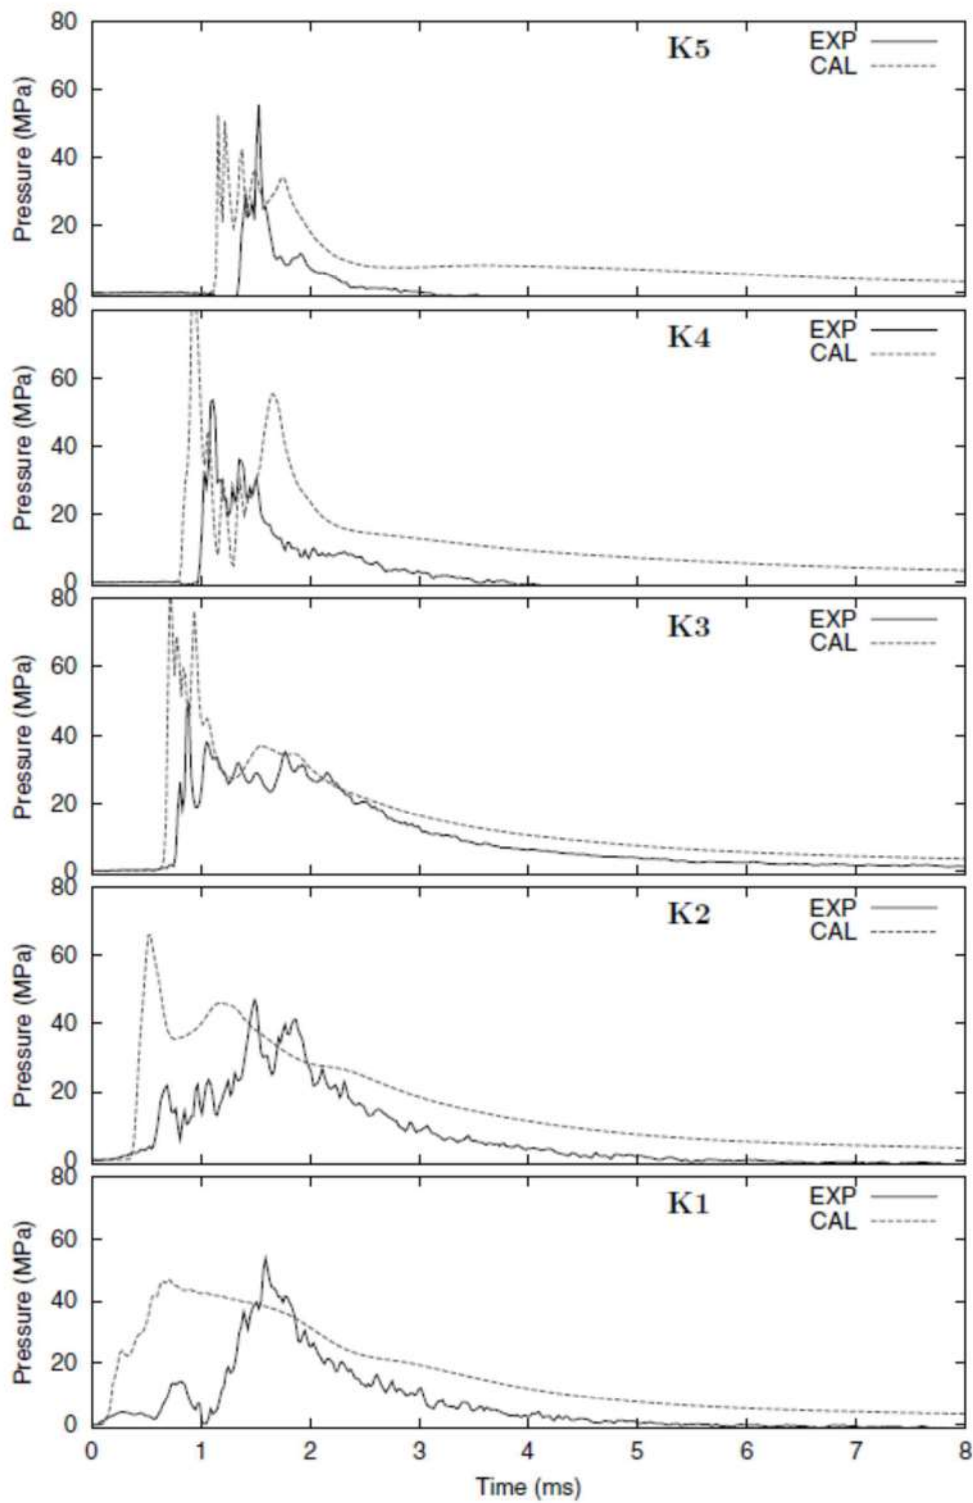 80
K5
EXP
CAL
60
Pressure (MPa)
40
20
0
80
K4
EXP
CAL
60
Pressure (MPa)
40
20
0
80
K3
EXP
CAL
60
Pressure (MPa)
40
20
0
80
K2
EXP
CAL
60
Pressure (MPa)
40
20
0
80
K1
EXP
CAL
60
Pressure (MPa)
40
20
0
0 1 2 3 4 5 6 7 8
Time (ms)